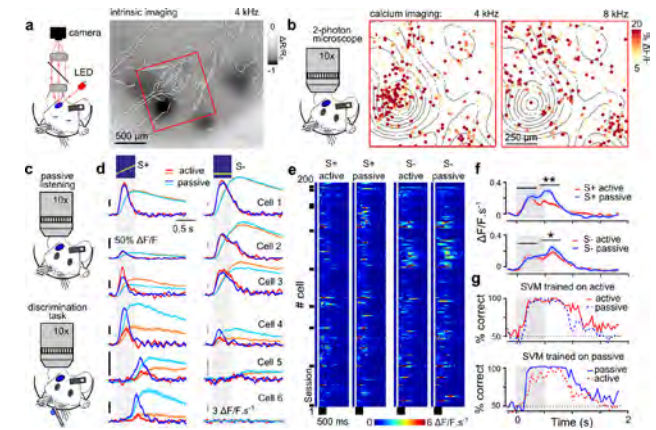 a
intrinsic imaging
4 kHz
camera
LED
500 µm
0
-1
b
2-photon
microscope
calcium imaging:
4 kHz
8 kHz
10x
250 µm
20
5
c
passive
listening
10x
discrimination
task
10x
d
S+
S-
active
passive
0.5 s
50% ΔF/F
Cell 1
Cell 2
Cell 3
Cell 4
Cell 5
Cell 6
3 ΔF/F.s⁻¹
e
S+
active
S+
passive
S-
active
S-
passive
200
# cell
Session
1
500 ms
0
6 ΔF/F.s⁻¹
f
**
S+ active
S+ passive
0.4
0
ΔF/F.s⁻¹
*
S- active
S- passive
0.4
0
g
SVM trained on active
active
passive
% correct
100
50
SVM trained on passive
passive
active
% correct
100
50
0
Time (s)
2